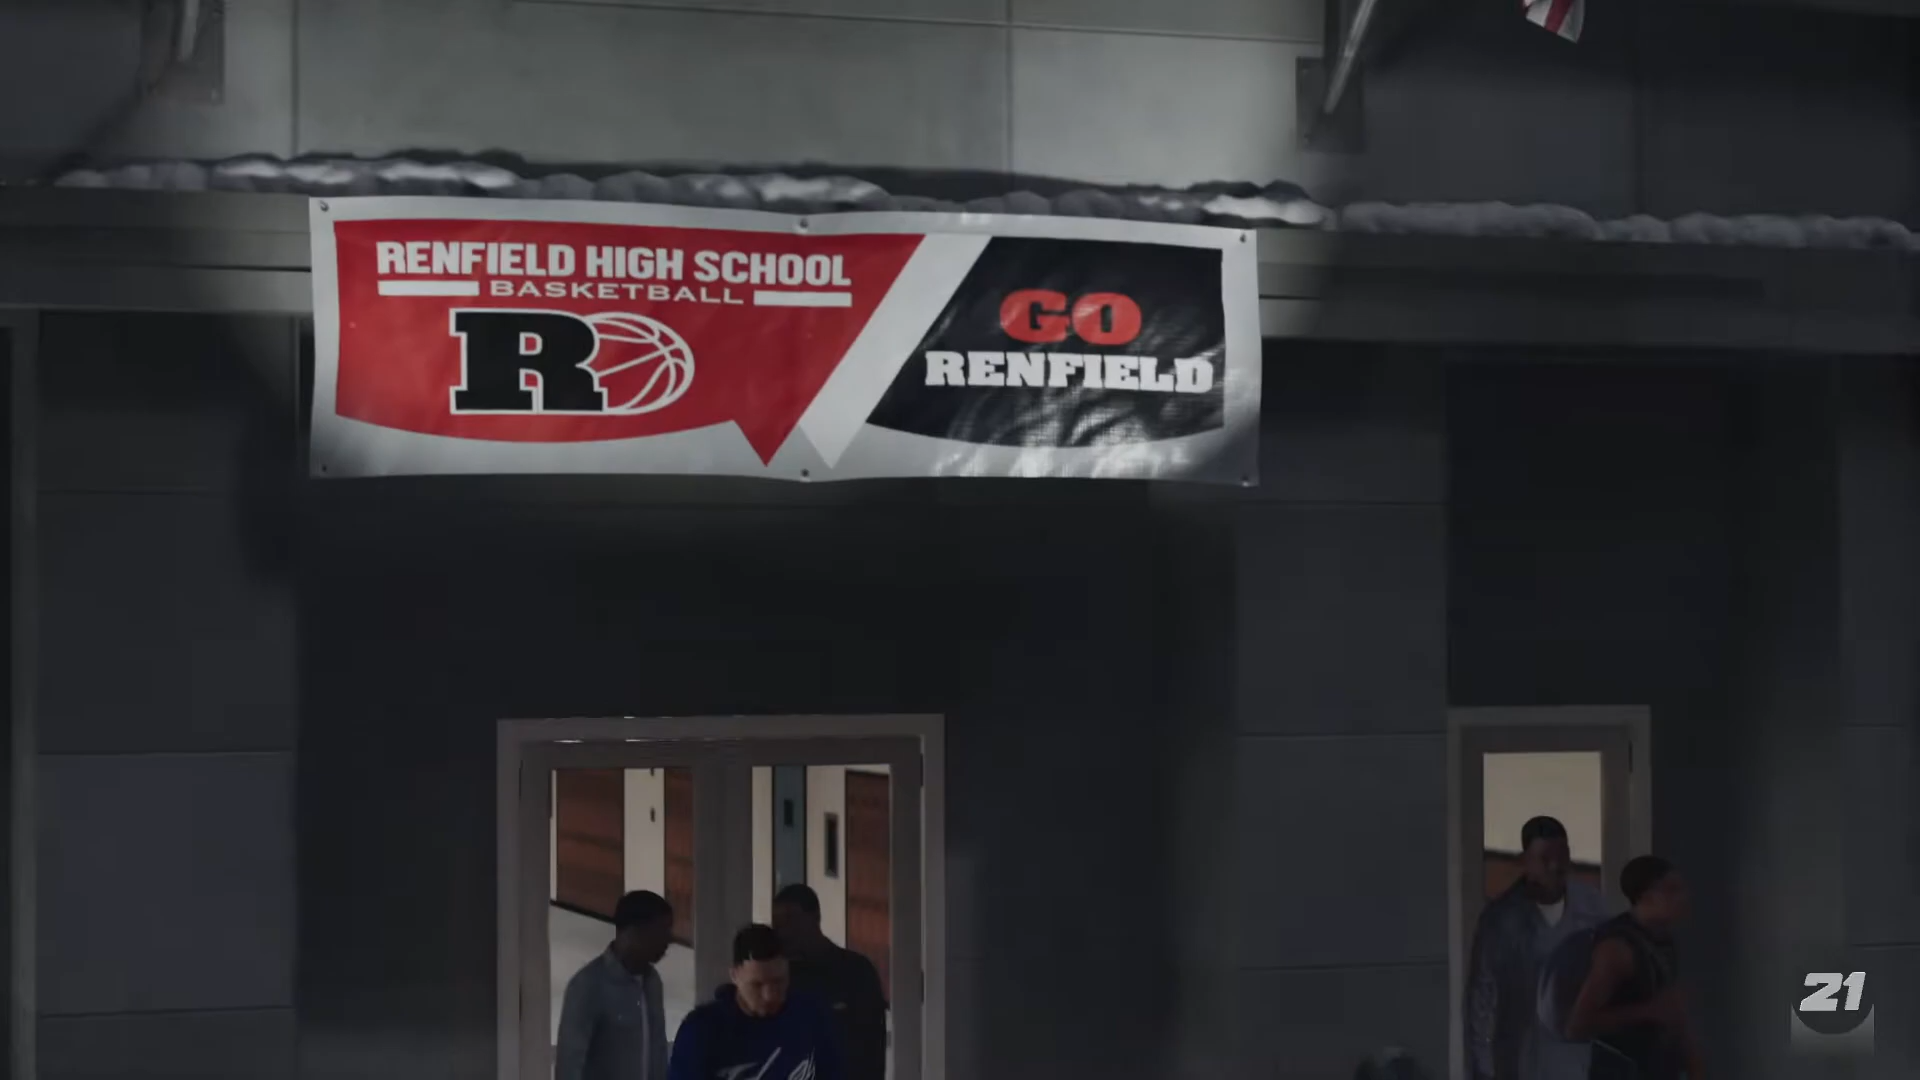 RENFIELD HIGH SCHOOL
BASKETBALL
R
GO
RENFIELD
21